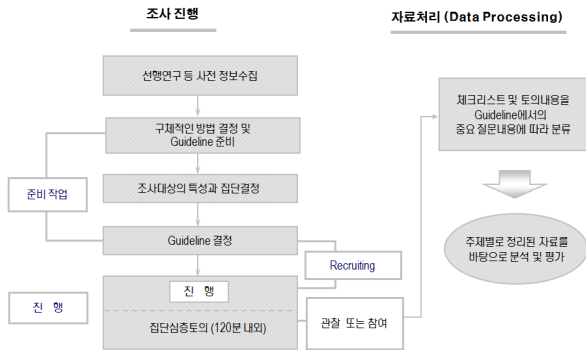 조사 진행
자료처리 (Data Processing)
선행연구 등 사전 정보수집
구체적인 방법 결정 및
Guideline 준비
준비 작업
조사대상의 특성과 집단결정
Guideline 결정
Recruiting
진 행
진 행
집단심층토의 (120분 내외)
관찰 또는 참여
체크리스트 및 토의내용을
Guideline에서의
중요 질문내용에 따라 분류
주제별로 정리된 자료를
바탕으로 분석 및 평가